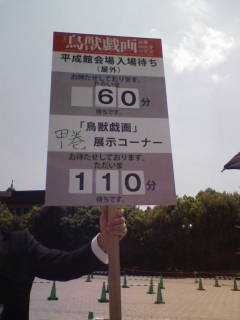 鳥獣戯画
平成館会場入場待ち
(屋外)
お待たせしております。
ただいま
60分
待ちです。
「鳥獣戯画」
甲巻 展示コーナー
お待たせしております。
ただいま
110分
待ちです。